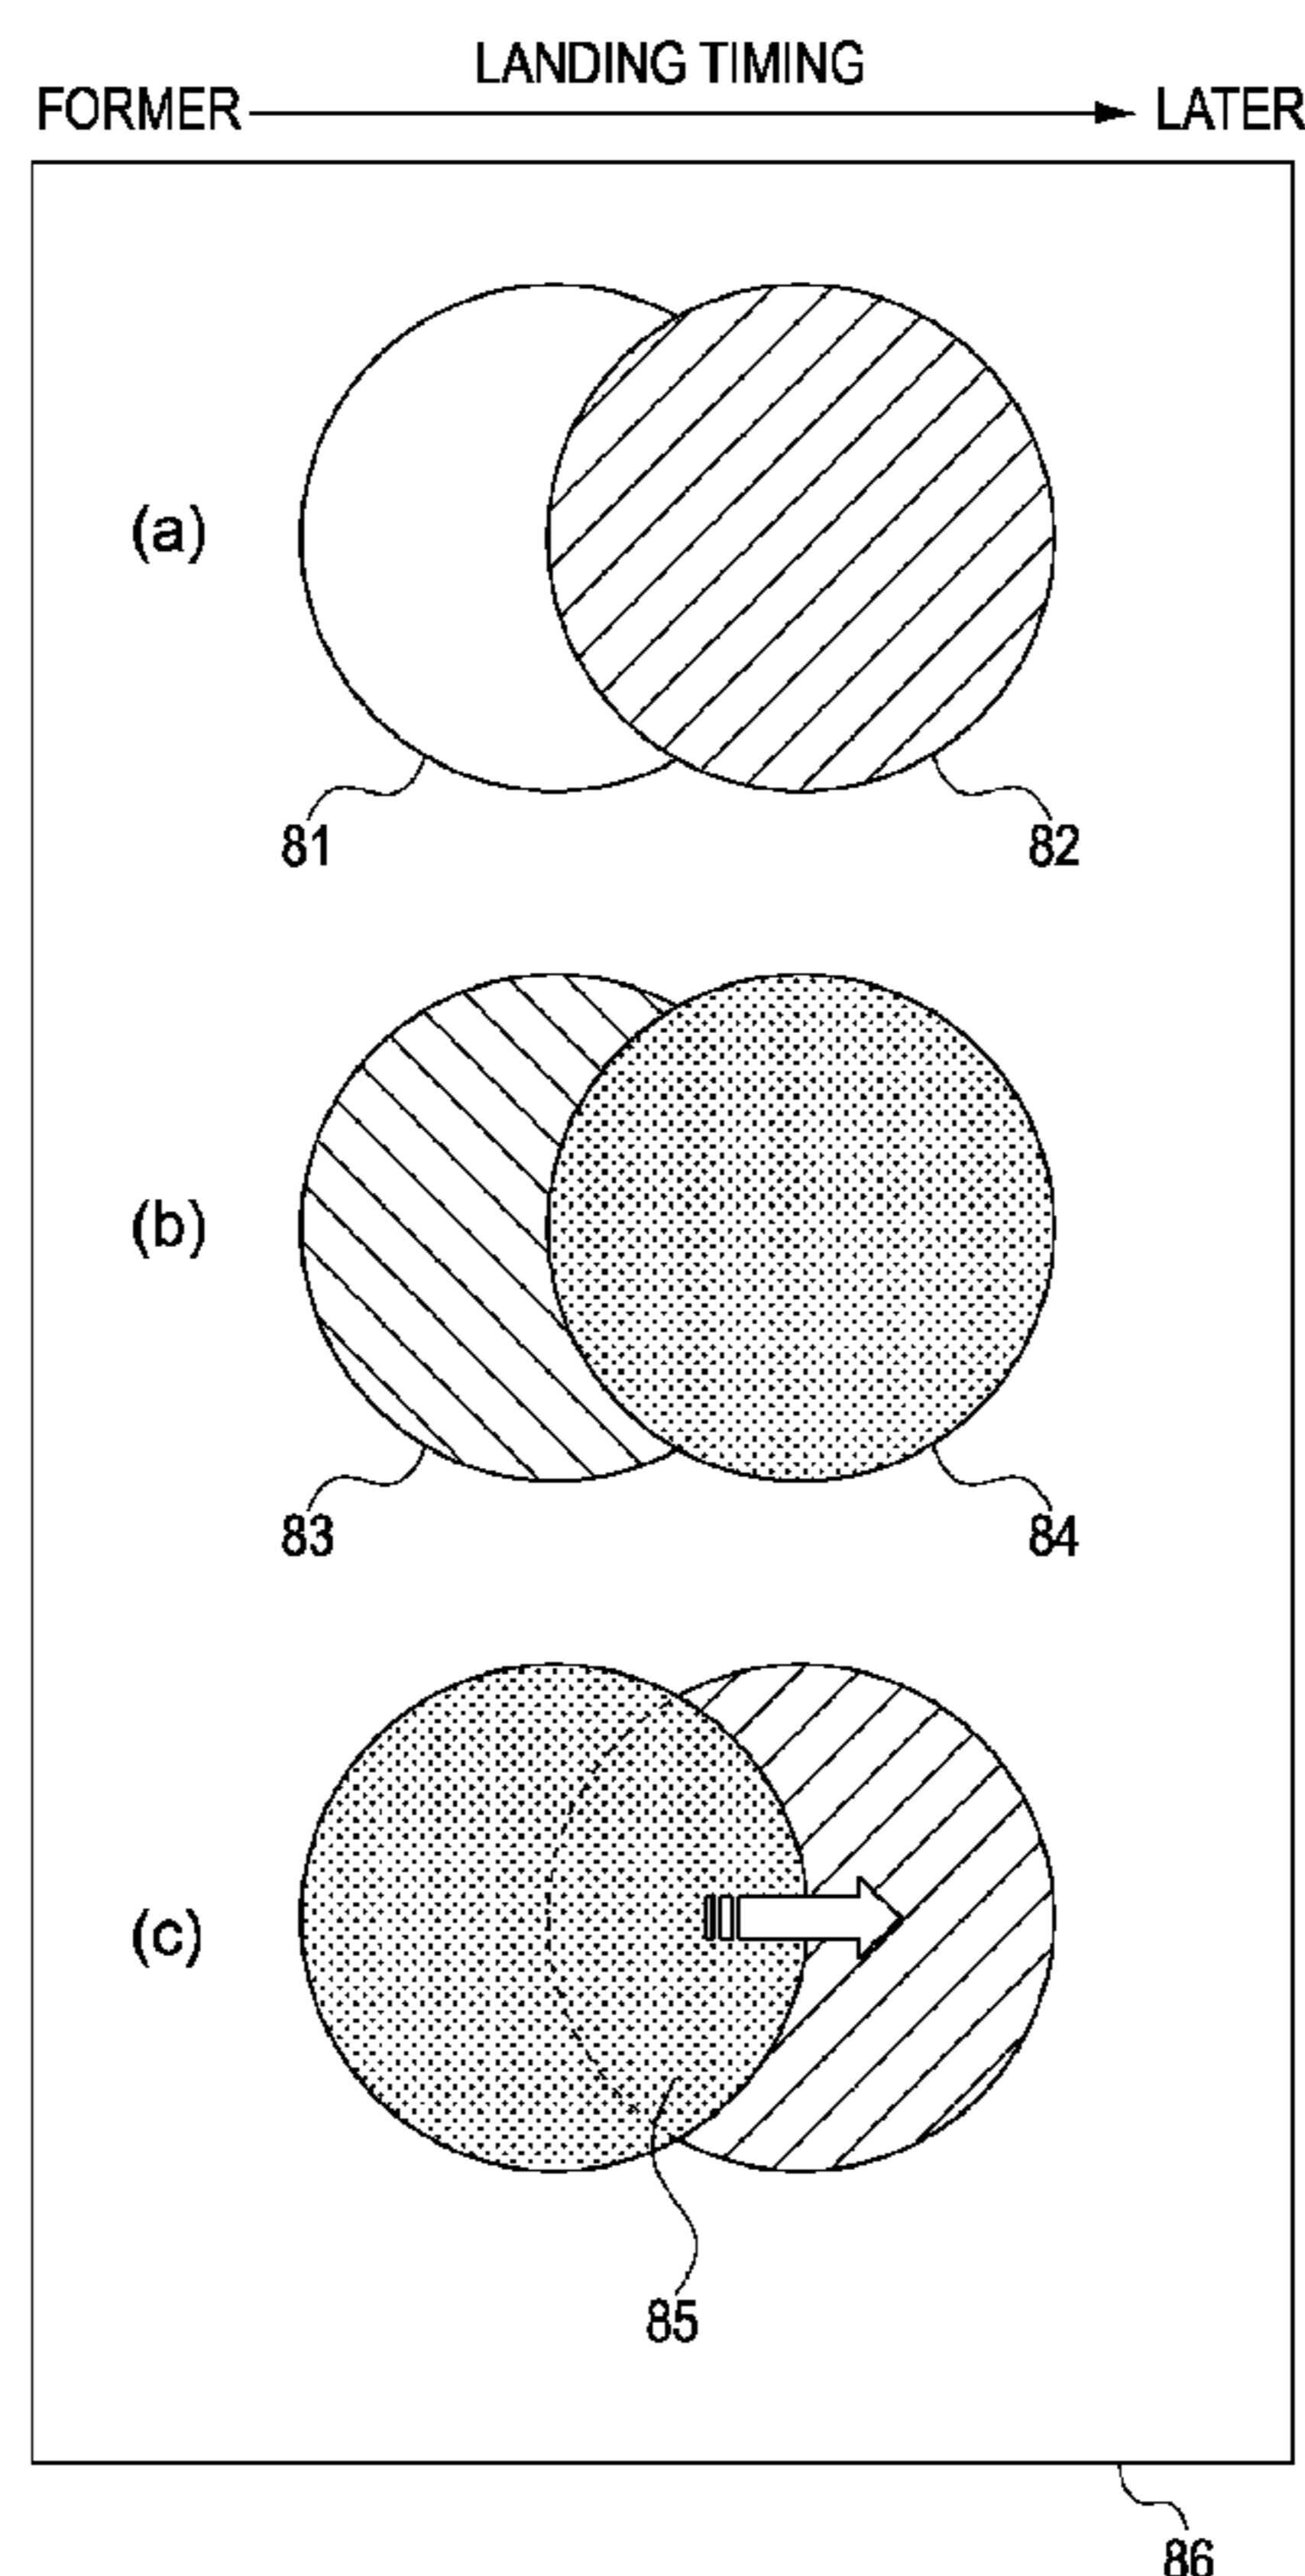 LANDING TIMING
FORMER LATER
(a)
81 82
(b)
83 84
(c)
85
86